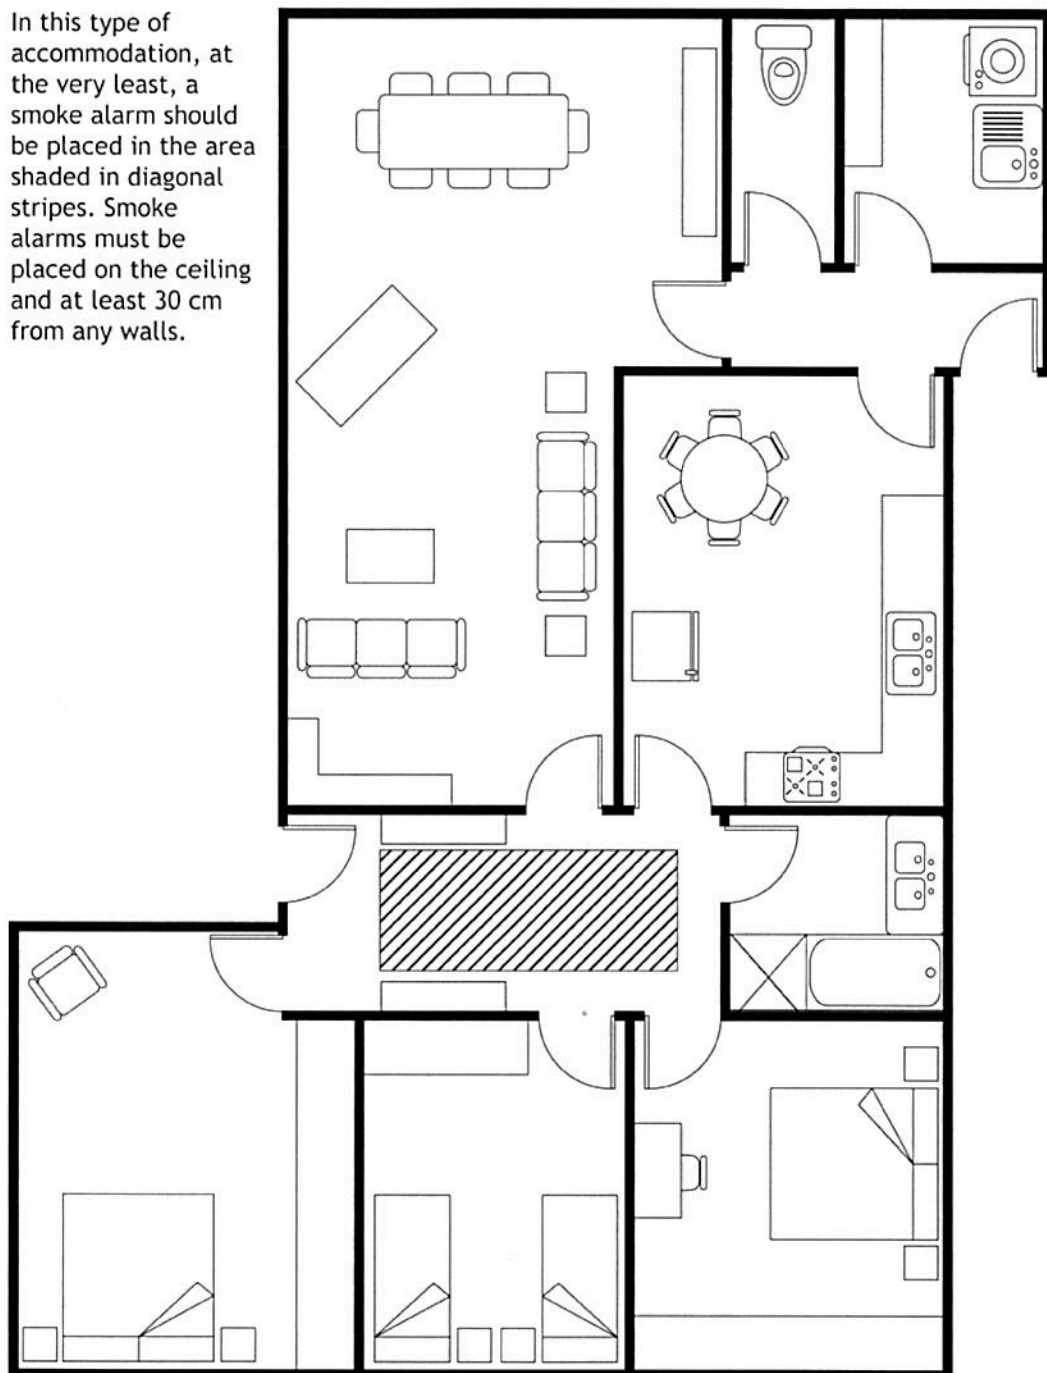 In this type of
accommodation, at
the very least, a
smoke alarm should
be placed in the area
shaded in diagonal
stripes. Smoke
alarms must be
placed on the ceiling
and at least 30 cm
from any walls.